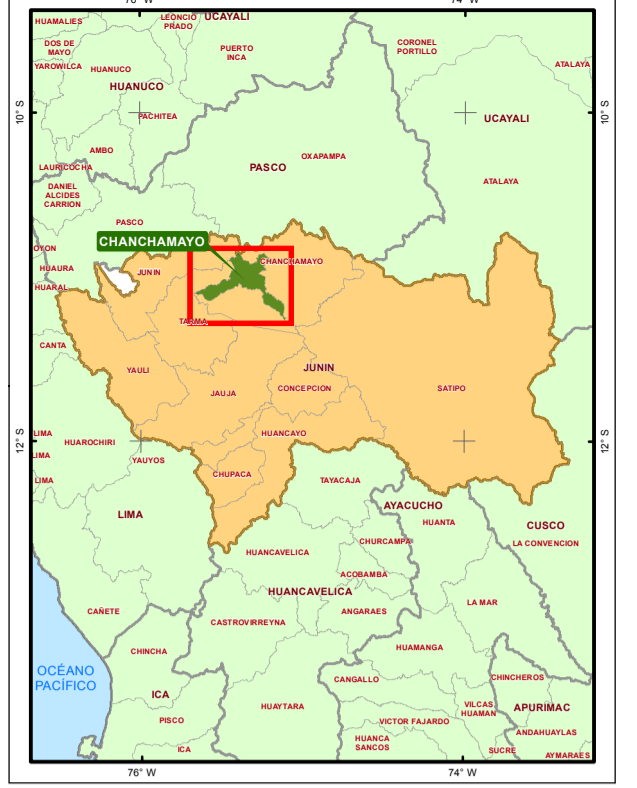 76° W
74° W
HUAMALIES
LEONCIO
PRADO
UCAYALI
DOS DE
MAYO
PUERTO
INCA
CORONEL
PORTILLO
YAROWILCA
HUANUCO
ATALAYA
HUANUCO
10° S
10° S
PACHITEA
UCAYALI
AMBO
OXAPAMPA
LAURICOCHA
PASCO
ATALAYA
DANIEL
ALCIDES
CARRION
PASCO
CHANCHAMAYO
OYON
CHANCHAMAYO
HUAURA
JUNIN
HUARAL
TARMA
CANTA
YAULI
JUNIN
JAUJA
CONCEPCION
SATIPO
LIMA
HUAROCHIRI
HUANCAYO
12° S
12° S
LIMA
YAUYOS
LIMA
CHUPACA
TAYACAJA
AYACUCHO
LIMA
HUANTA
CUSCO
CHURCAMPA
LA CONVENCION
HUANCAVELICA
ACOBAMBA
HUANCAVELICA
LA MAR
CAÑETE
ANGARAES
CASTROVIRREYNA
HUAMANGA
CHINCHA
OCÉANO
PACÍFICO
CANGALLO
CHINCHEROS
ICA
HUAYTARA
VILCAS
HUAMAN
APURIMAC
PISCO
VICTOR FAJARDO
ANDAHUAYLAS
HUANCA
SANCOS
ICA
SUCRE
AYMARAES
76° W
74° W